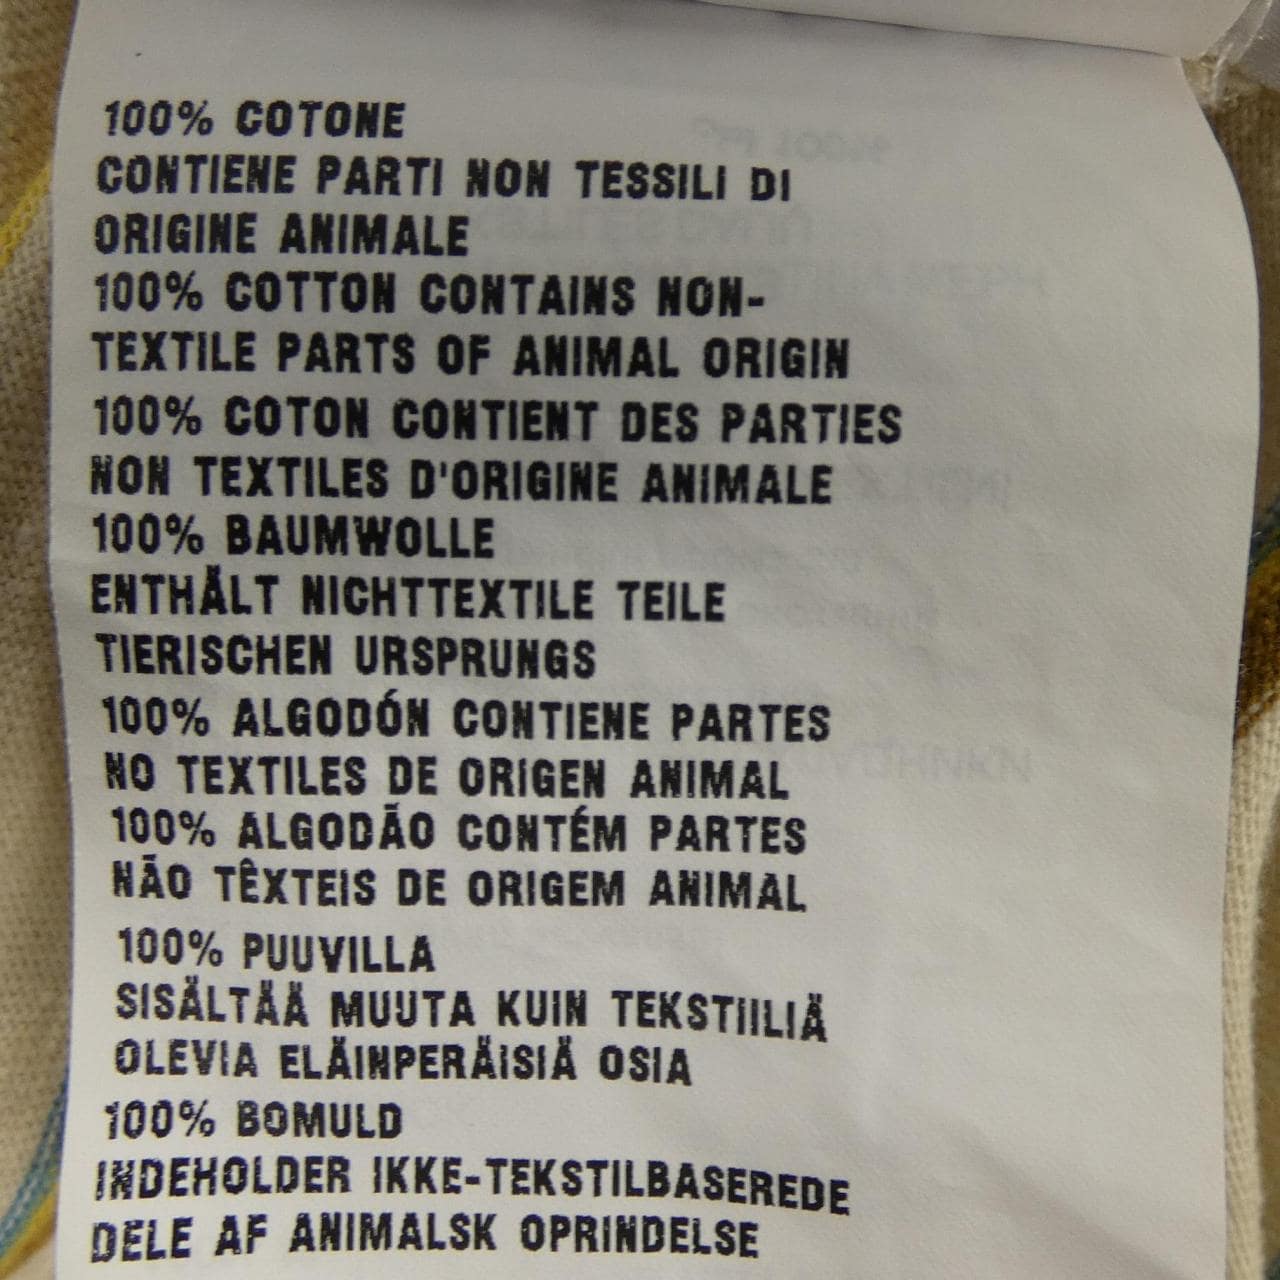 100% COTONE
CONTIENE PARTI NON TESSILI DI
ORIGINE ANIMALE
100% COTTON CONTAINS NON-
TEXTILE PARTS OF ANIMAL ORIGIN
100% COTON CONTIENT DES PARTIES
NON TEXTILES D'ORIGINE ANIMALE
100% BAUMWOLLE
ENTHÄLT NICHTTEXTILE TEILE
TIERISCHEN URSPRUNGS
100% ALGODÓN CONTIENE PARTES
NO TEXTILES DE ORIGEN ANIMAL
100% ALGODÃO CONTÉM PARTES
NÃO TÊXTEIS DE ORIGEM ANIMAL
100% PUUVILLA
SISÄLTÄÄ MUUTA KUIN TEKSTIILIÄ
OLEVIA ELÄINPERÄISIÄ OSIA
100% BOMULD
INDEHOLDER IKKE-TEKSTILBASEREDE
DELE AF ANIMALSK OPRINDELSE